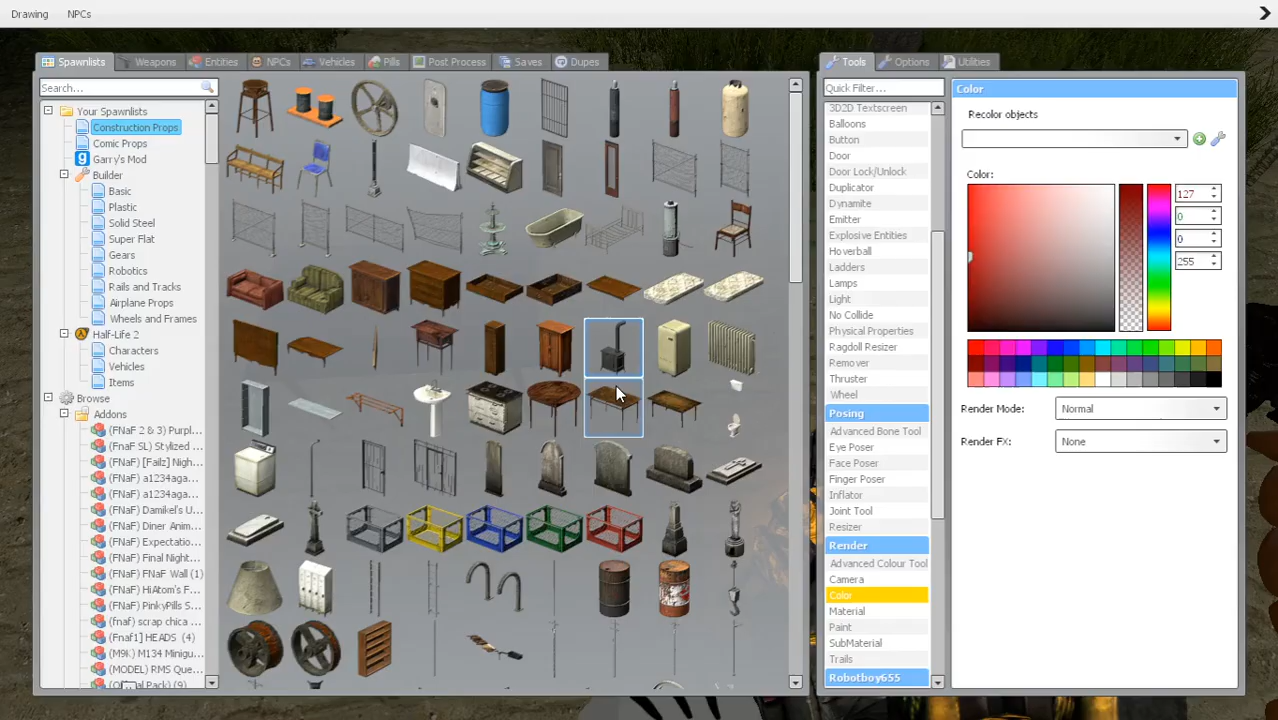 Drawing NPCs
Spawnlists Weapons Entities NPCs Vehicles Pills Post Process Saves Dupes
Search...
Your Spawnlists
Construction Props
Comic Props
Garry's Mod
Builder
Basic
Plastic
Solid Steel
Super Flat
Gears
Robotics
Rails and Tracks
Airplane Props
Wheels and Frames
Half-Life 2
Characters
Vehicles
Items
Browse
Addons
(FNaF 2 & 3) Purpl...
(FnaF SL) Stylized ...
(FNaF) [Failz] Nigh...
(FNaF) a1234aga...
(FNaF) a1234aga...
(FNaF) Damikel's U...
(FNaF) Diner Anim...
(FNaF) Expectatio...
(FNaF) Final Night...
(FNaF) FNaF Wall (1)
(FNaF) HiAtom's F...
(FNaF) PinkyPills S...
(fnaf) scrap chica ...
(Fnaf1] HEADS (4)
(M9K) M134 Minigu...
(MODEL) RMS Que...
Pack) (9)
Tools Options Utilities
Quick Filter...
3D2D Textscreen
Balloons
Button
Door
Door Lock/Unlock
Duplicator
Dynamite
Emitter
Explosive Entities
Hoverball
Ladders
Lamps
Light
No Collide
Physical Properties
Ragdoll Resizer
Remover
Thruster
Wheel
Posing
Advanced Bone Tool
Eye Poser
Face Poser
Finger Poser
Inflator
Joint Tool
Resizer
Render
Advanced Colour Tool
Camera
Color
Material
Paint
SubMaterial
Trails
Robotboy655
Color
Recolor objects
Color:
127
0
0
255
Render Mode: Normal
Render FX: None